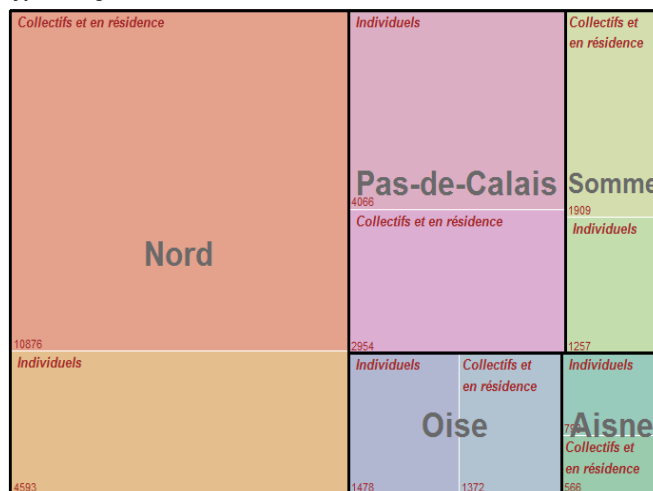 Collectifs et en résidence
Nord
10876
Individuels
4593
Individuels
Pas-de-Calais
4066
Collectifs et en résidence
2954
Collectifs et
en résidence
Somme
1909
Individuels
1257
Individuels
Oise
1478
Collectifs et
en résidence
1372
Individuels
Aisne
Collectifs et
en résidence
566